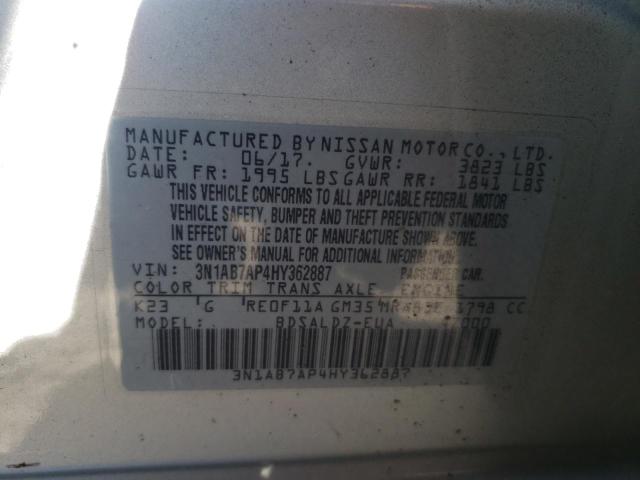 MANUFACTURED BY NISSAN MOTOR CO., LTD.
DATE: 06/17. GVWR: 3823 LBS
GAWR FR: 1995 LBS GAWR RR: 1841 LBS
THIS VEHICLE CONFORMS TO ALL APPLICABLE FEDERAL MOTOR
VEHICLE SAFETY, BUMPER AND THEFT PREVENTION STANDARDS
IN EFFECT ON THE DATE OF MANUFACTURE SHOWN ABOVE.
SEE OWNER'S MANUAL FOR ADDITIONAL INFORMATION.
VIN: 3N1AB7AP4HY362887 PASSENGER CAR.
COLOR TRIM TRANS AXLE ENGINE
K23 G RE0F11A GM35 1798 CC
MODEL: BDSALDZ-EUA
3N1AB7AP4HY362887